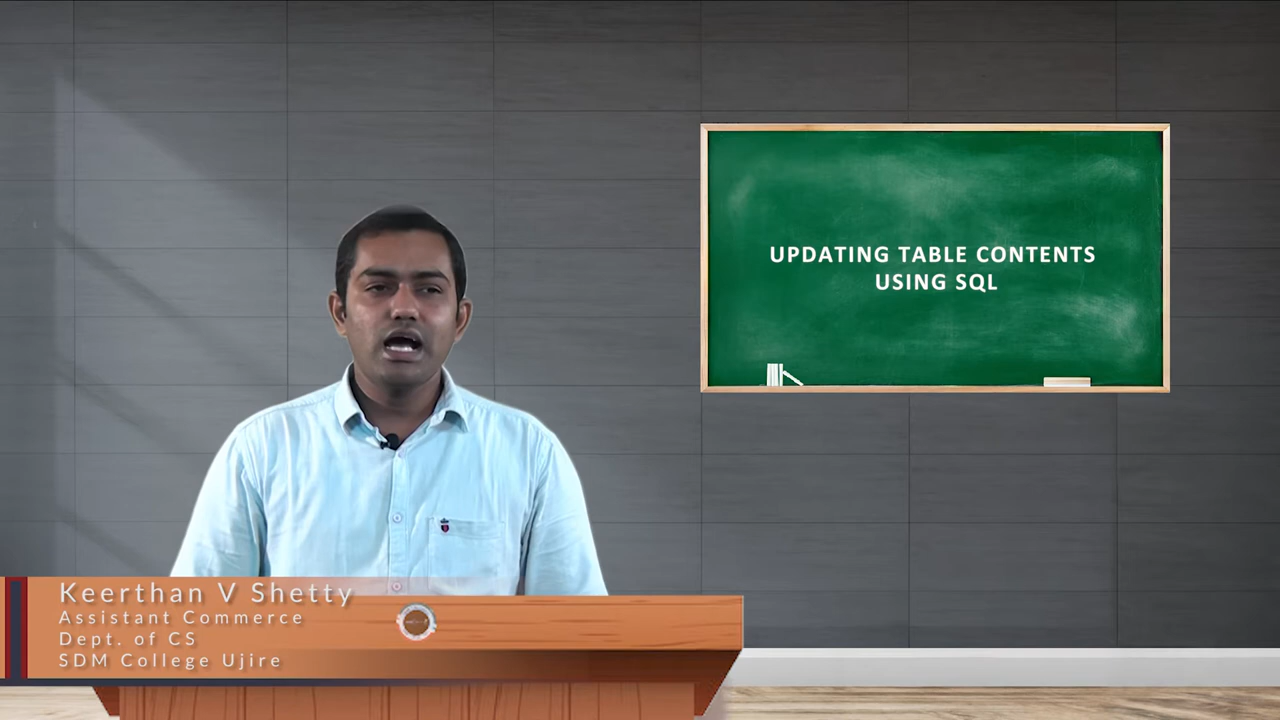 UPDATING TABLE CONTENTS
USING SQL
Keerthan V Shetty
Assistant Commerce
Dept. of CS
SDM College Ujire